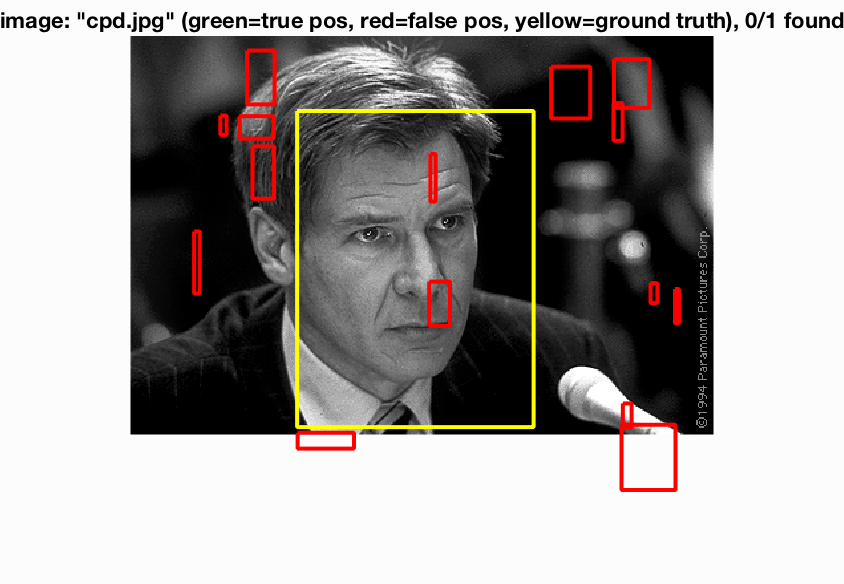 image: "cpd.jpg" (green=true pos, red=false pos, yellow=ground truth), 0/1 found
©1994 Paramount Pictures Corp.